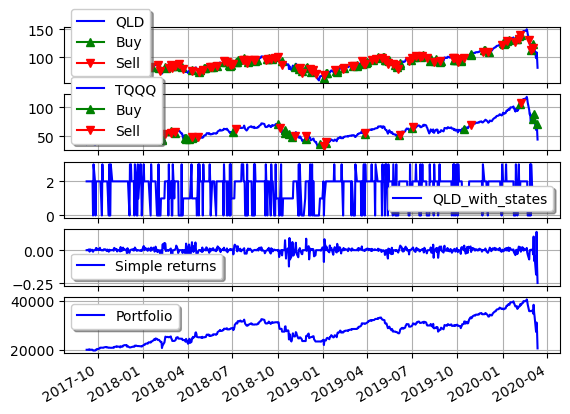 150
100
QLD
Buy
Sell
100
50
TQQQ
Buy
Sell
2
0
QLD_with_states
0.00
−0.25
Simple returns
40000
20000
Portfolio
2017-10
2018-01
2018-04
2018-07
2018-10
2019-01
2019-04
2019-07
2019-10
2020-01
2020-04